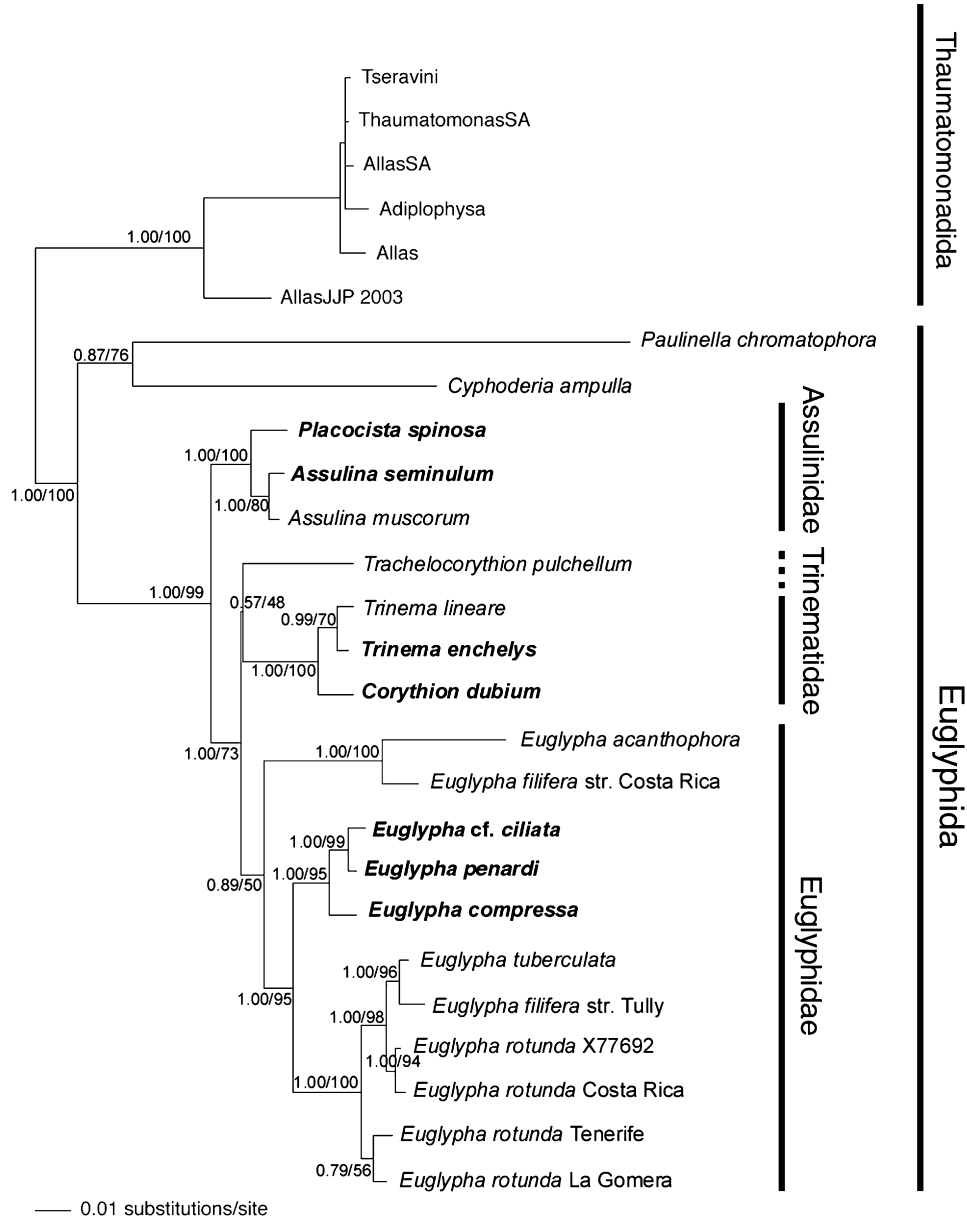 Tseravini
ThaumatomonasSA
AllasSA
Adiplophysa
Allas
1.00/100
AllasJJP 2003
Thaumatomonadida
Paulinella chromatophora
0.87/76
Cyphoderia ampulla
Placocista spinosa
1.00/100
Assulina seminulum
1.00/100
1.00/80
Assulina muscorum
Assulinidae
Trachelocorythion pulchellum
1.00/99
0.57/48
Trinema lineare
0.99/70
Trinema enchelys
1.00/100
Corythion dubium
Trinematidae
Euglypha acanthophora
1.00/73
1.00/100
Euglypha filifera str. Costa Rica
Euglypha cf. ciliata
1.00/99
Euglypha penardi
1.00/95
0.89/50
Euglypha compressa
Euglyphida
Euglyphidae
Euglypha tuberculata
1.00/96
1.00/95
Euglypha filifera str. Tully
1.00/98
Euglypha rotunda X77692
1.00/94
1.00/100
Euglypha rotunda Costa Rica
Euglypha rotunda Tenerife
0.79/56
Euglypha rotunda La Gomera
0.01 substitutions/site